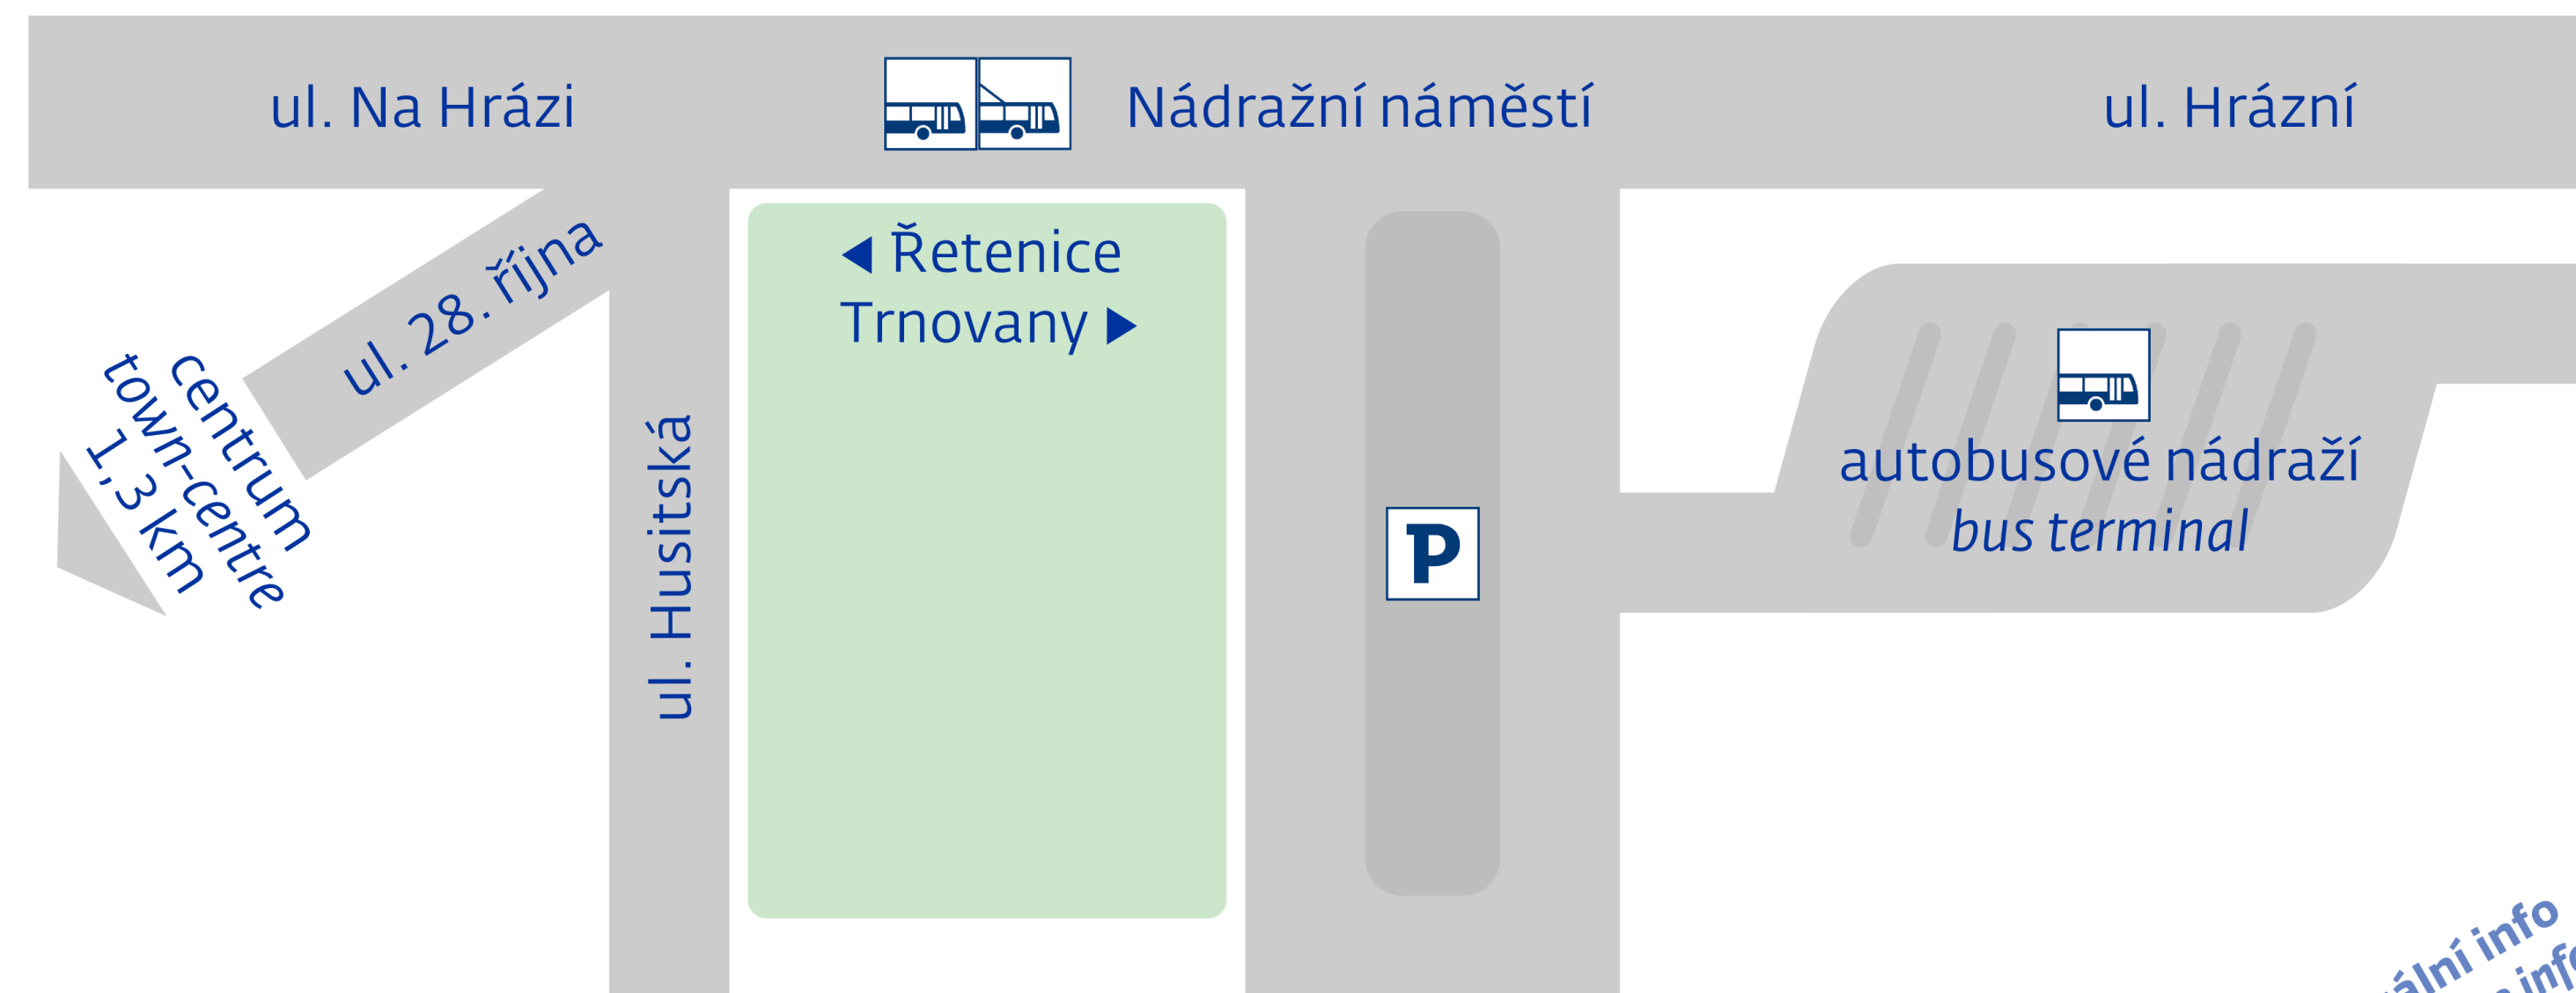 ul. Na Hrázi
Nádražní náměstí
ul. Hrázní
Řetenice
Trnovany
ul. 28. října
centrum
town-centre
1,3 km
ul. Husitská
P
autobusové nádraží
bus terminal
info